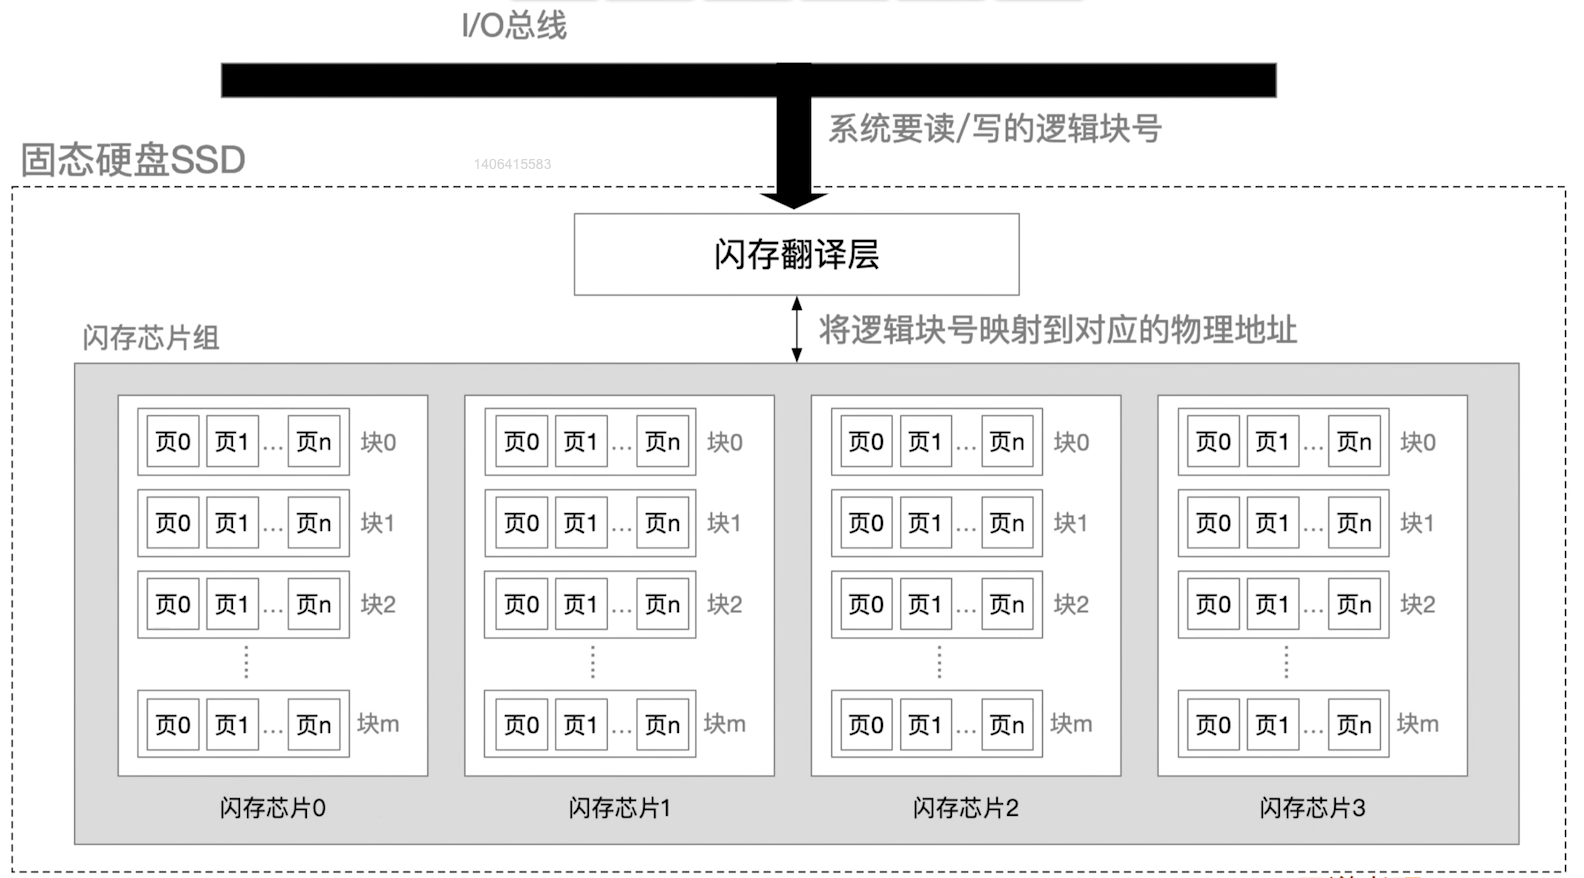 I/O总线
系统要读/写的逻辑块号
固态硬盘SSD
1406415583
闪存翻译层
将逻辑块号映射到对应的物理地址
闪存芯片组
页0 页1 … 页n 块0 页0 页1 … 页n 块0 页0 页1 … 页n 块0 页0 页1 … 页n 块0
页0 页1 … 页n 块1 页0 页1 … 页n 块1 页0 页1 … 页n 块1 页0 页1 … 页n 块1
页0 页1 … 页n 块2 页0 页1 … 页n 块2 页0 页1 … 页n 块2 页0 页1 … 页n 块2
页0 页1 … 页n 块m 页0 页1 … 页n 块m 页0 页1 … 页n 块m 页0 页1 … 页n 块m
闪存芯片0 闪存芯片1 闪存芯片2 闪存芯片3